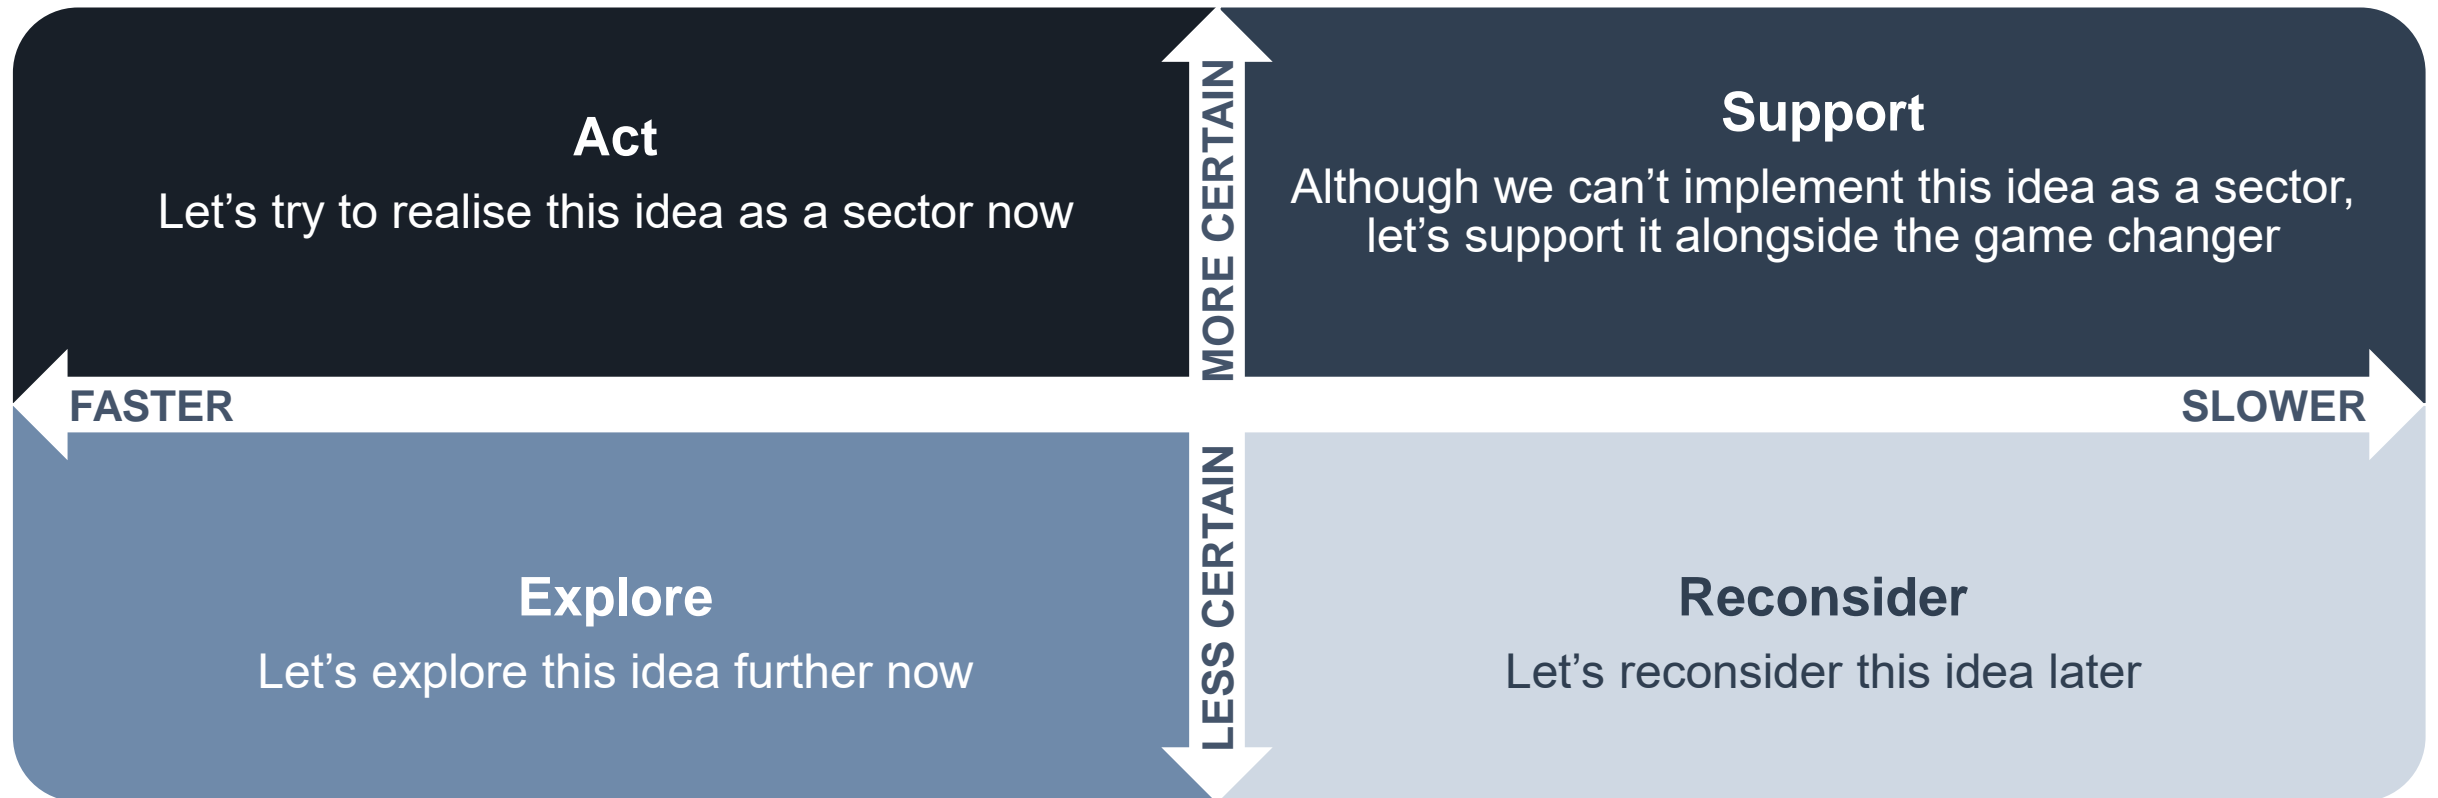 Act
Let’s try to realise this idea as a sector now
MORE CERTAIN
Support
Although we can’t implement this idea as a sector,
let’s support it alongside the game changer
FASTER
SLOWER
Explore
Let’s explore this idea further now
LESS CERTAIN
Reconsider
Let’s reconsider this idea later